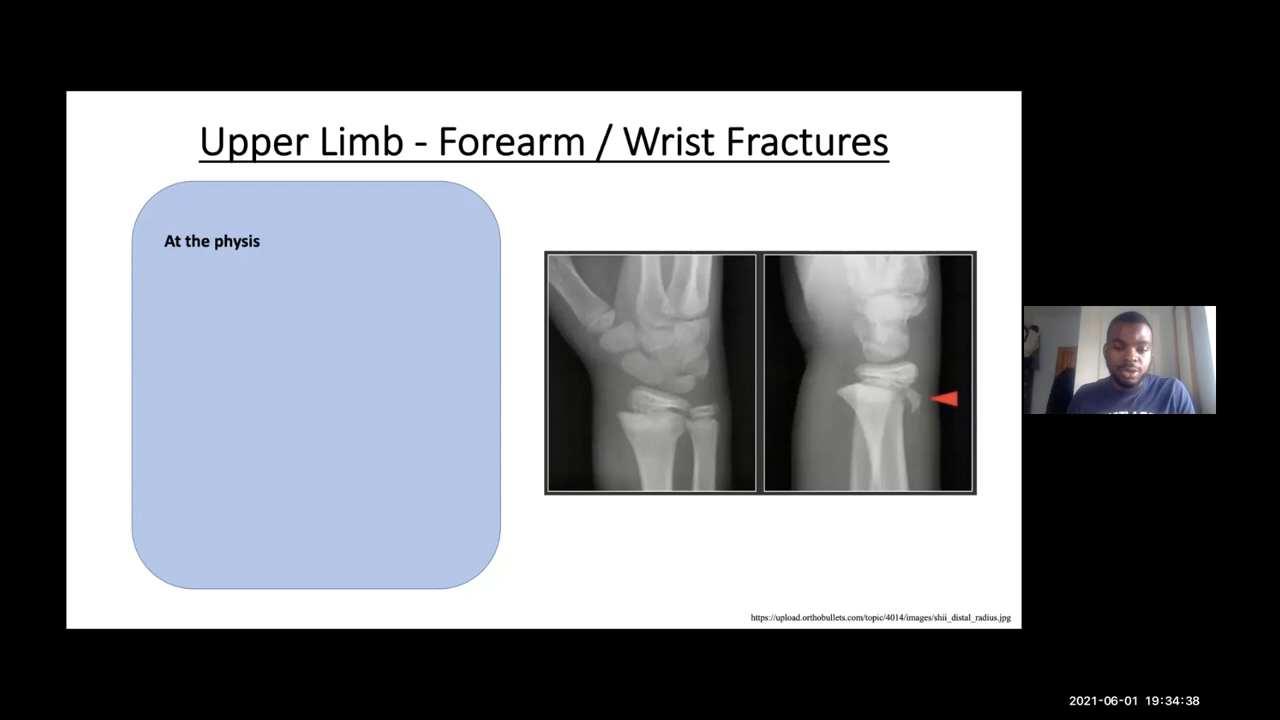 Upper Limb - Forearm / Wrist Fractures
At the physis
https://upload.orthobullets.com/topic/4014/images/shii_distal_radius.jpg
2021-06-01 19:34:38